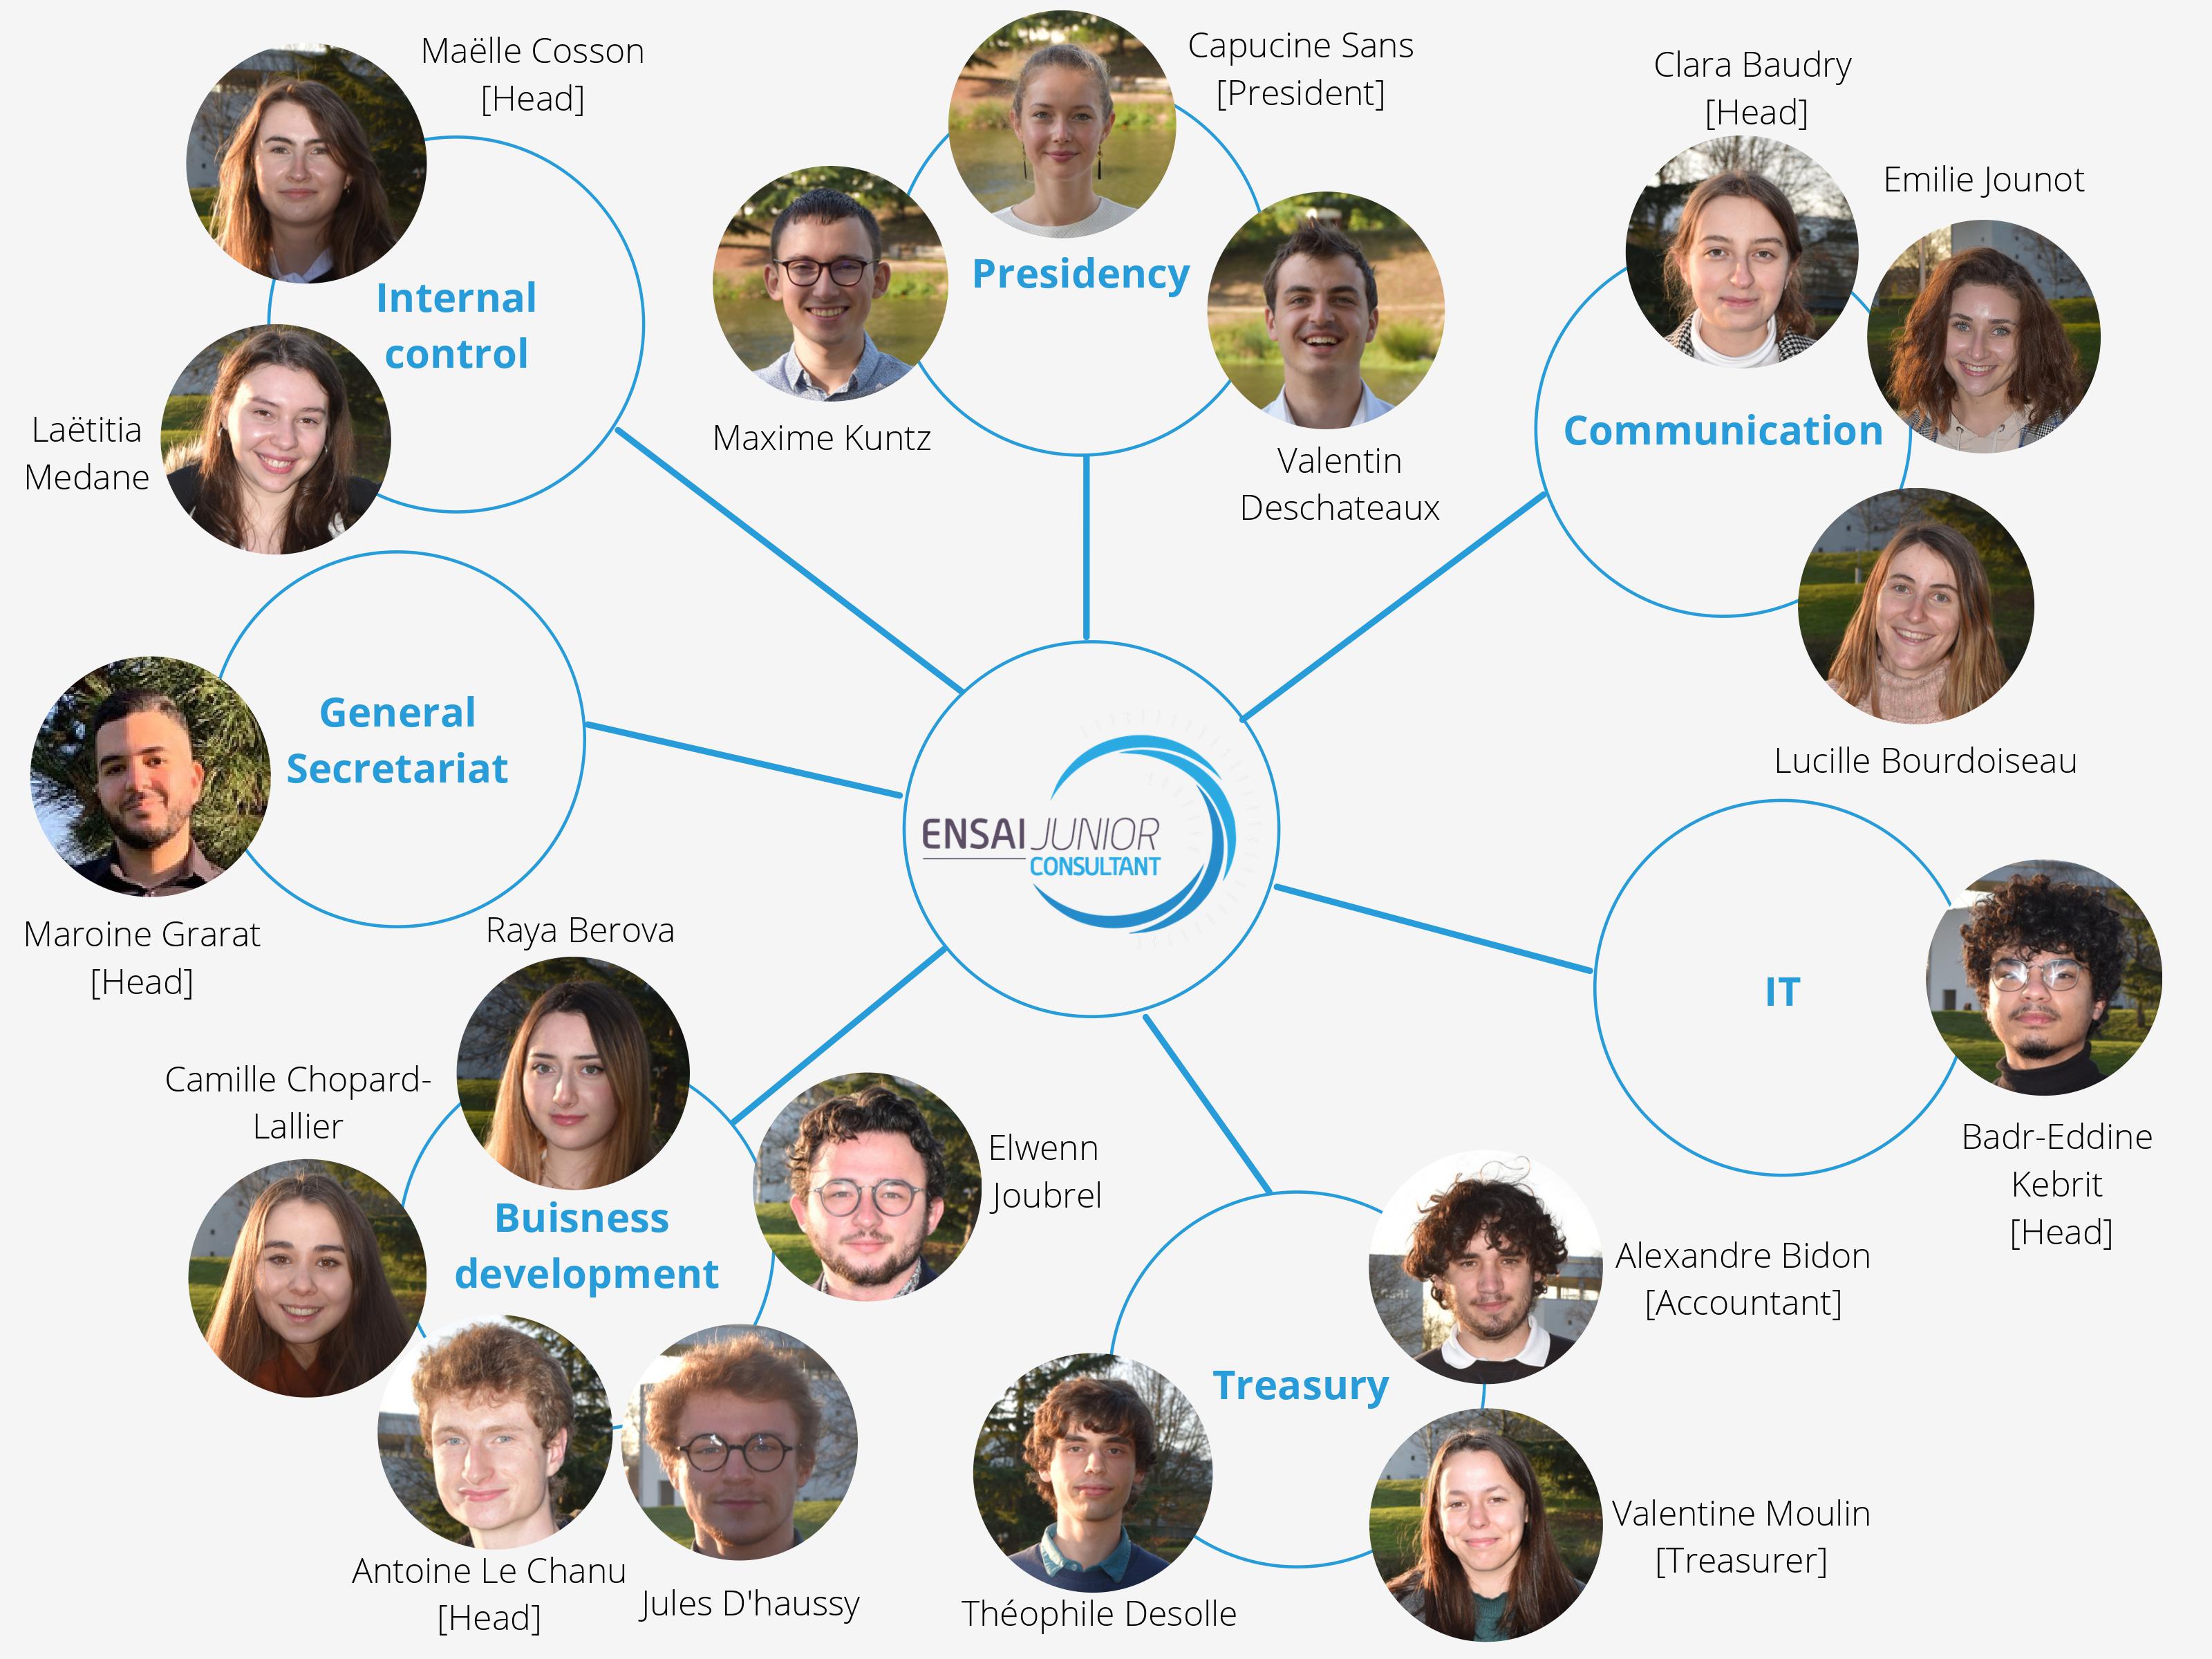 Maëlle Cosson
[Head]
Internal
control
Laëtitia
Medane
Capucine Sans
[President]
Presidency
Maxime Kuntz
Valentin
Deschateaux
Clara Baudry
[Head]
Emilie Jounot
Communication
Lucille Bourdoiseau
General
Secretariat
Maroine Grarat
[Head]
ENSAI JUNIOR
CONSULTANT
IT
Badr-Eddine
Kebrit
[Head]
Raya Berova
Camille Chopard-
Lallier
Elwenn
Joubrel
Buisness
development
Antoine Le Chanu
[Head]
Jules D'haussy
Alexandre Bidon
[Accountant]
Treasury
Valentine Moulin
[Treasurer]
Théophile Desolle